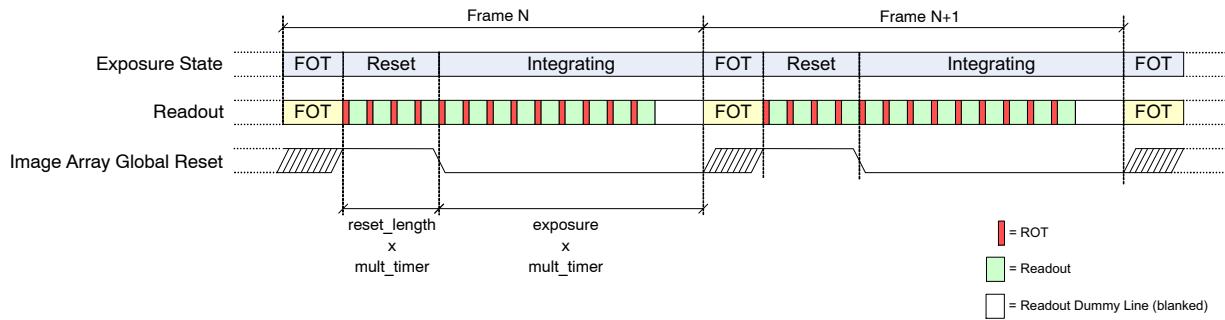 Frame N
Frame N+1
Exposure State
FOT
Reset
Integrating
FOT
Reset
Integrating
FOT
Readout
FOT
FOT
FOT
Image Array Global Reset
reset_length
x
mult_timer
exposure
x
mult_timer
= ROT
= Readout
= Readout Dummy Line (blanked)